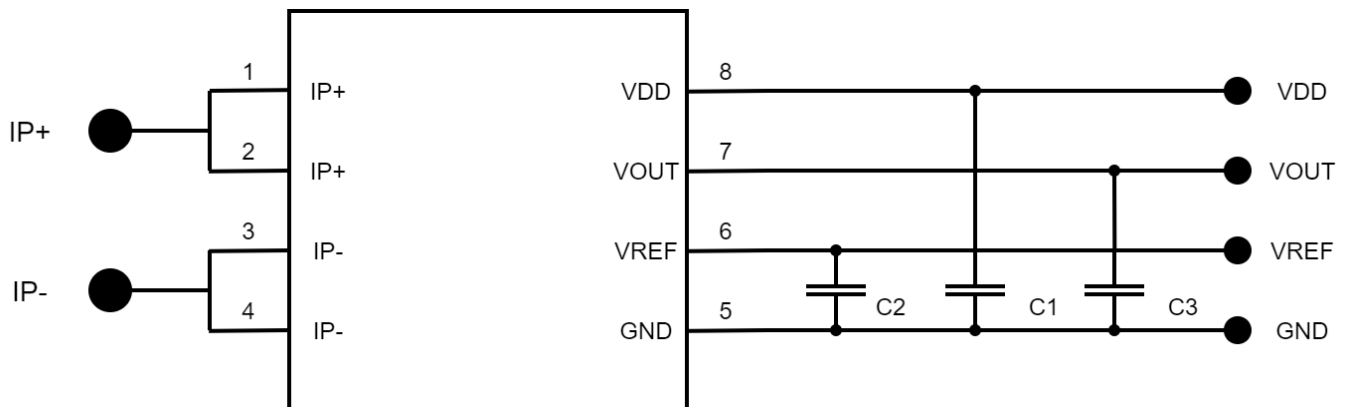 1
8
IP+
VDD
VDD
IP+
2
7
IP+
VOUT
VOUT
3
6
IP-
VREF
VREF
IP-
4
5
C2
C1
C3
IP-
GND
GND